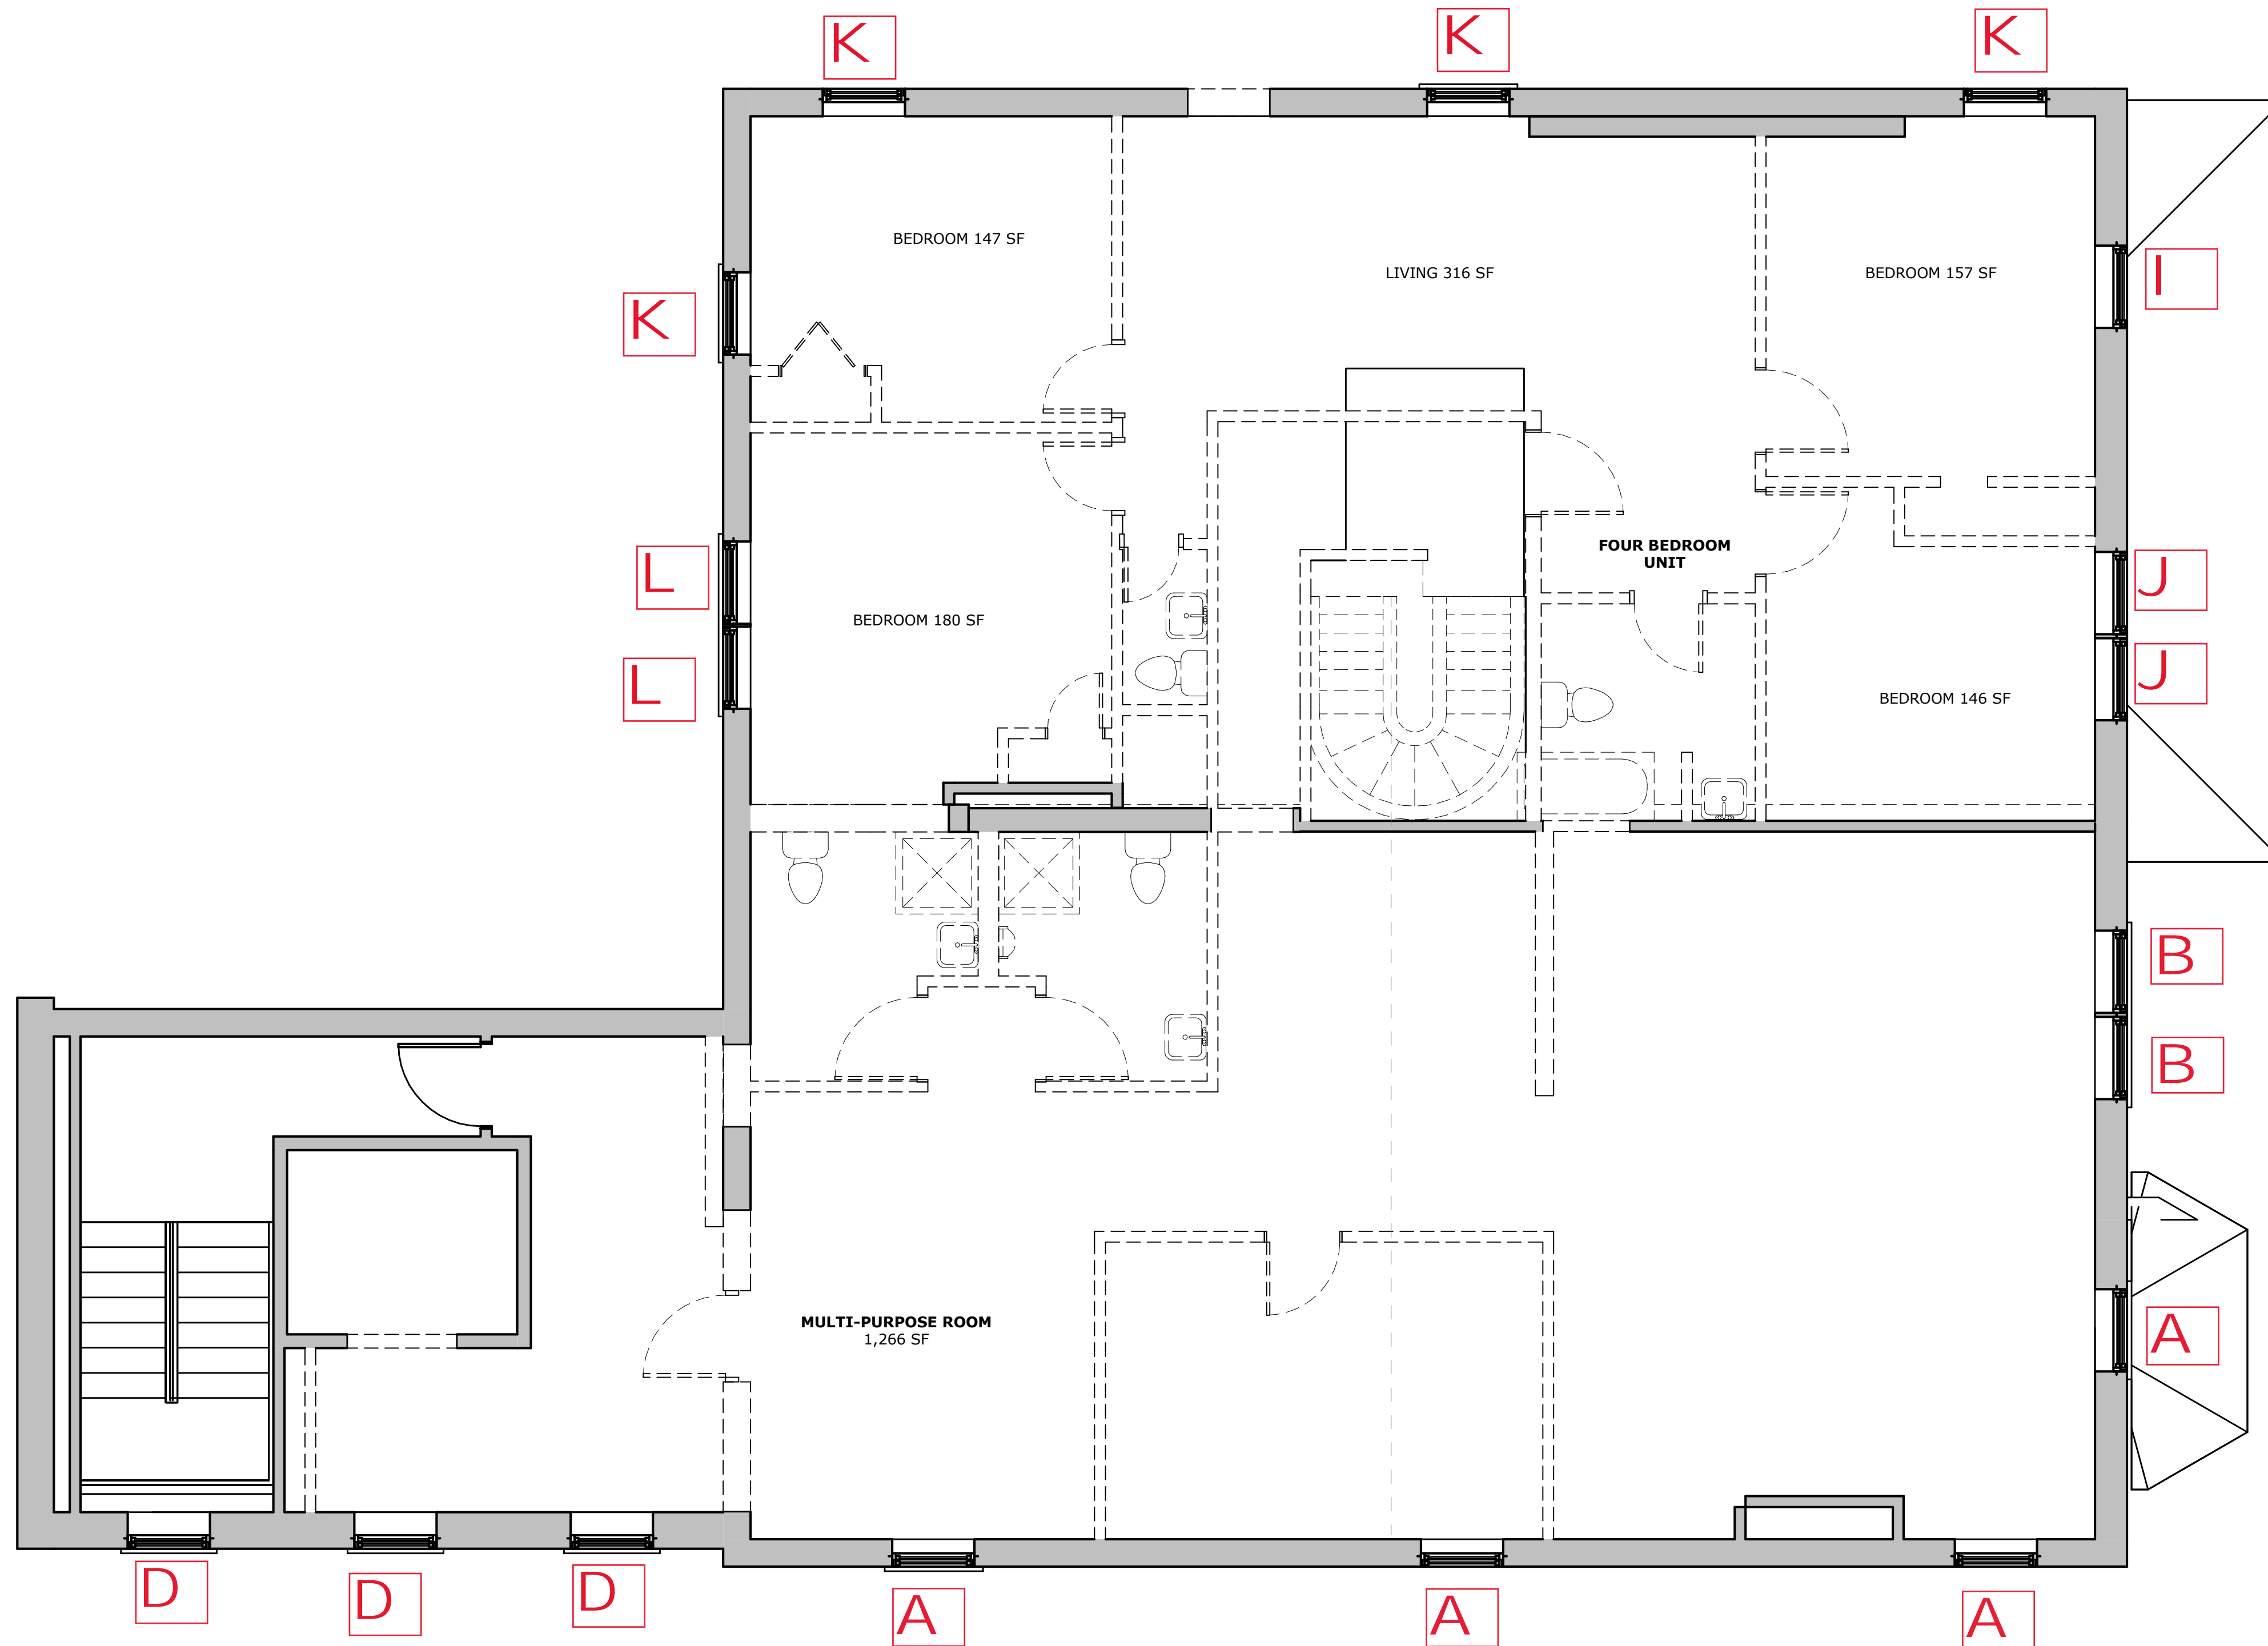 K
K
K
BEDROOM 147 SF
LIVING 316 SF
BEDROOM 157 SF
I
K
FOUR BEDROOM
UNIT
L
J
BEDROOM 180 SF
L
J
BEDROOM 146 SF
B
B
MULTI-PURPOSE ROOM
1,266 SF
A
D
D
D
A
A
A